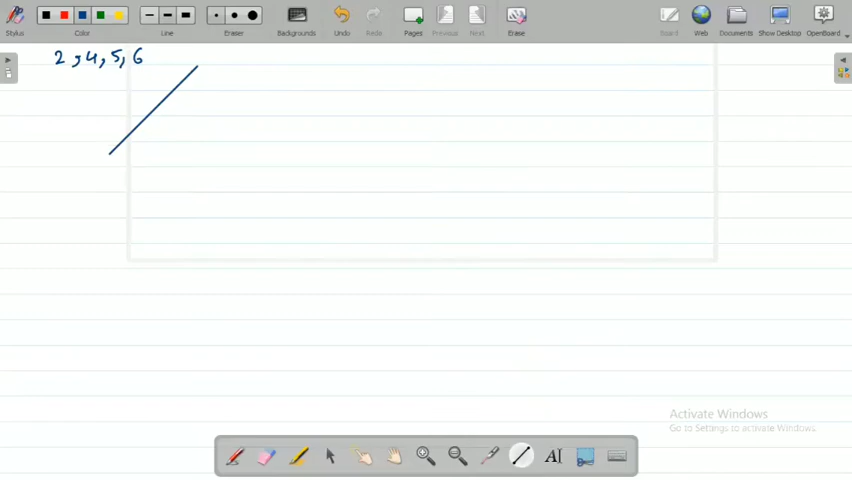 Stylus
Color
Line
Eraser
Backgrounds
Undo
Redo
Pages
Previous
Next
Erase
Board
Web
Documents
Show Desktop
OpenBoard
2, 4, 5, 6
Activate Windows
Go to Settings to activate Windows.
AI